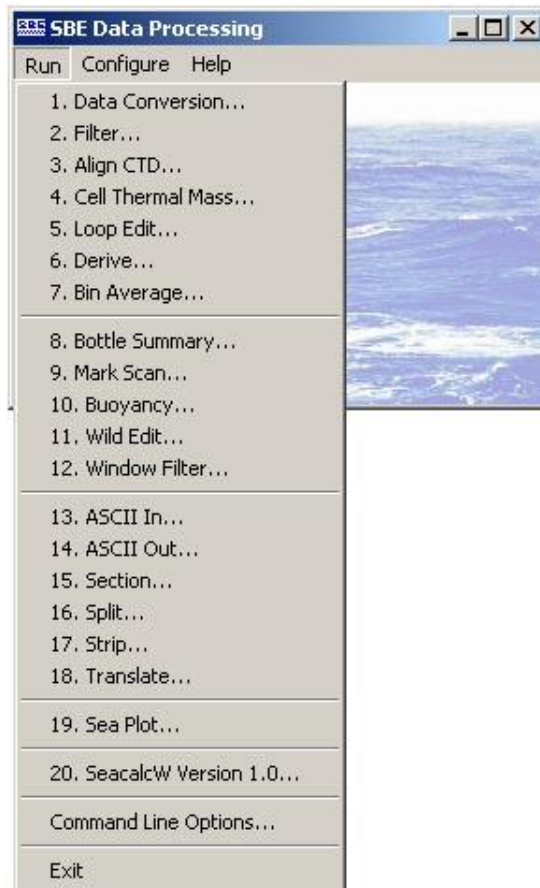 SBE SBE Data Processing
Run Configure Help
1. Data Conversion...
2. Filter...
3. Align CTD...
4. Cell Thermal Mass...
5. Loop Edit...
6. Derive...
7. Bin Average...
8. Bottle Summary...
9. Mark Scan...
10. Buoyancy...
11. Wild Edit...
12. Window Filter...
13. ASCII In...
14. ASCII Out...
15. Section...
16. Split...
17. Strip...
18. Translate...
19. Sea Plot...
20. SeacalcW Version 1.0...
Command Line Options...
Exit